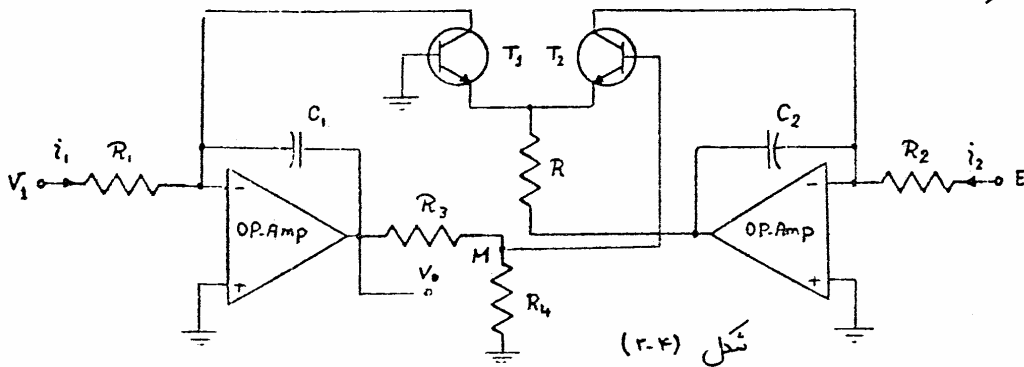 T₁ T₂
C₁
C₂
i₁ R₁
V₁
R
R₂ i₂
E
-
OP-Amp
+
R₃
M
V₀
R₄
-
OP-Amp
+
شکل (۲-۴)